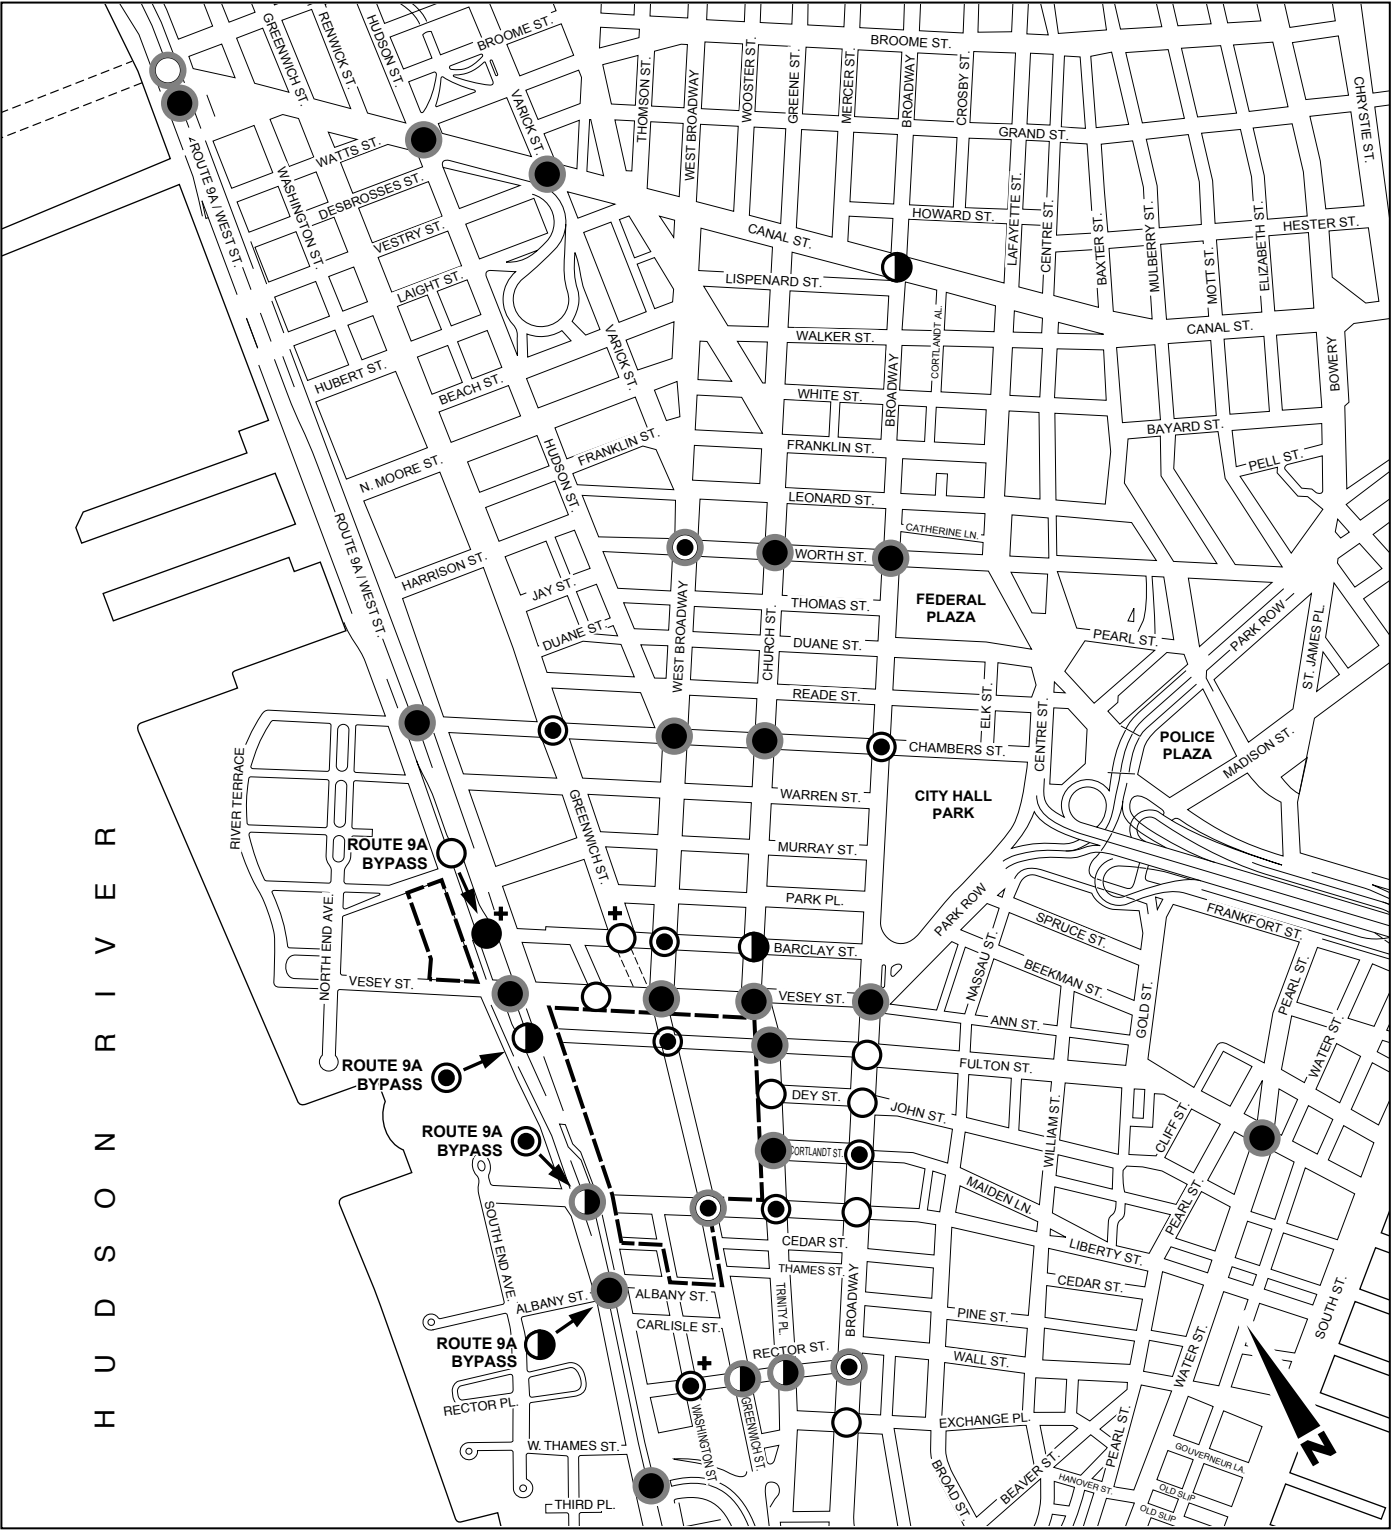 BROOME ST.
BROOME ST.
GREENWICH ST.
RENWICK ST.
HUDSON ST.
VARICK ST.
THOMSON ST.
WEST BROADWAY
WOOSTER ST.
GREENE ST.
MERCER ST.
BROADWAY
CROSBY ST.
CHRYSTIE ST.
GRAND ST.
ROUTE 9A / WEST ST.
WATTS ST.
WASHINGTON ST.
DESBROSSES ST.
VESTRY ST.
LAIGHT ST.
CANAL ST.
HOWARD ST.
LAFAYETTE ST.
CENTRE ST.
BAXTER ST.
MULBERRY ST.
MOTT ST.
ELIZABETH ST.
HESTER ST.
LISPENARD ST.
WALKER ST.
CORTLANDT AL.
CANAL ST.
BOWERY
VARICK ST.
HUBERT ST.
BEACH ST.
WHITE ST.
BROADWAY
BAYARD ST.
PELL ST.
FRANKLIN ST.
FRANKLIN ST.
HUDSON ST.
N. MOORE ST.
LEONARD ST.
CATHERINE LN.
WORTH ST.
ROUTE 9A / WEST ST.
HARRISON ST.
JAY ST.
DUANE ST.
WEST BROADWAY
CHURCH ST.
THOMAS ST.
DUANE ST.
READE ST.
FEDERAL
PLAZA
PEARL ST.
PARK ROW
ST. JAMES PL.
ELK ST.
CENTRE ST.
CHAMBERS ST.
POLICE
PLAZA
MADISON ST.
RIVER TERRACE
GREENWICH ST.
WARREN ST.
CITY HALL
PARK
MURRAY ST.
ROUTE 9A
BYPASS
PARK PL.
PARK ROW
NORTH END AVE.
BARCLAY ST.
NASSAU ST.
SPRUCE ST.
FRANKFORT ST.
BEEKMAN ST.
VESEY ST.
VESEY ST.
GOLD ST.
PEARL ST.
ANN ST.
WATER ST.
ROUTE 9A
BYPASS
FULTON ST.
DEY ST.
JOHN ST.
WILLIAM ST.
CLIFF ST.
ROUTE 9A
BYPASS
CORTLANDT ST.
MAIDEN LN.
PEARL ST.
SOUTH END AVE.
CEDAR ST.
LIBERTY ST.
THAMES ST.
CEDAR ST.
ALBANY ST.
ALBANY ST.
TRINITY PL.
BROADWAY
SOUTH ST.
CARLISLE ST.
PINE ST.
ROUTE 9A
BYPASS
RECTOR ST.
WALL ST.
WATER ST.
RECTOR PL.
WASHINGTON ST
GREENWICH ST.
EXCHANGE PL.
PEARL ST.
W. THAMES ST.
GOUVERNEUR LA.
BROAD ST.
BEAVER ST.
HANOVER ST.
OLD SLIP
OLD SLIP
THIRD PL.
HUDSON RIVER
N